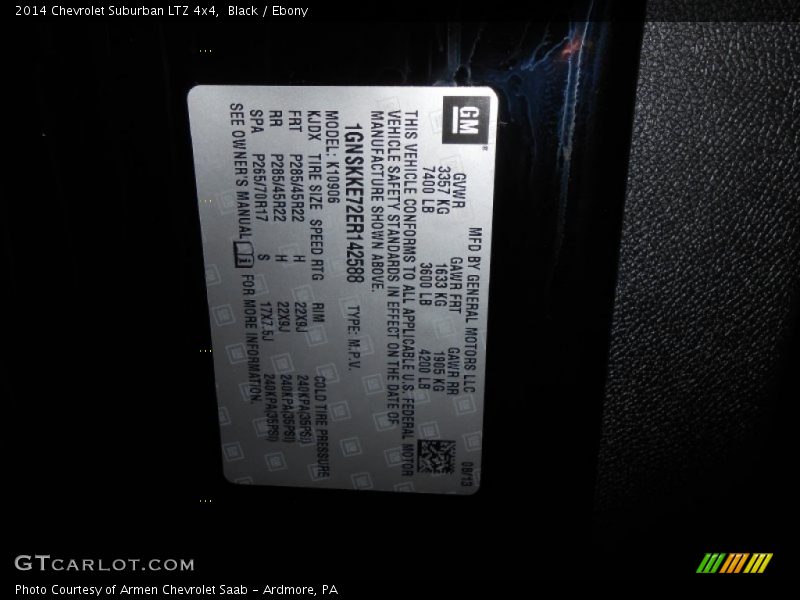 2014 Chevrolet Suburban LTZ 4x4,  Black / Ebony
GM
MFD BY GENERAL MOTORS LLC 08/13
GVWR GAWR FRT GAWR RR
3357 KG 1633 KG 1905 KG
7400 LB 3600 LB 4200 LB
THIS VEHICLE CONFORMS TO ALL APPLICABLE U.S. FEDERAL MOTOR
VEHICLE SAFETY STANDARDS IN EFFECT ON THE DATE OF
MANUFACTURE SHOWN ABOVE.
1GNSKKE72ER142588 TYPE: M.P.V.
MODEL: K10906
KJDX TIRE SIZE SPEED RTG RIM COLD TIRE PRESSURE
FRT P285/45R22 H 22X9J 240KPA(35PSI)
RR P285/45R22 H 22X9J 240KPA(35PSI)
SPA P265/70R17 S 17X7.5J 240KPA(35PSI)
SEE OWNER'S MANUAL FOR MORE INFORMATION.
GTCARLOT.COM
Photo Courtesy of Armen Chevrolet Saab - Ardmore, PA